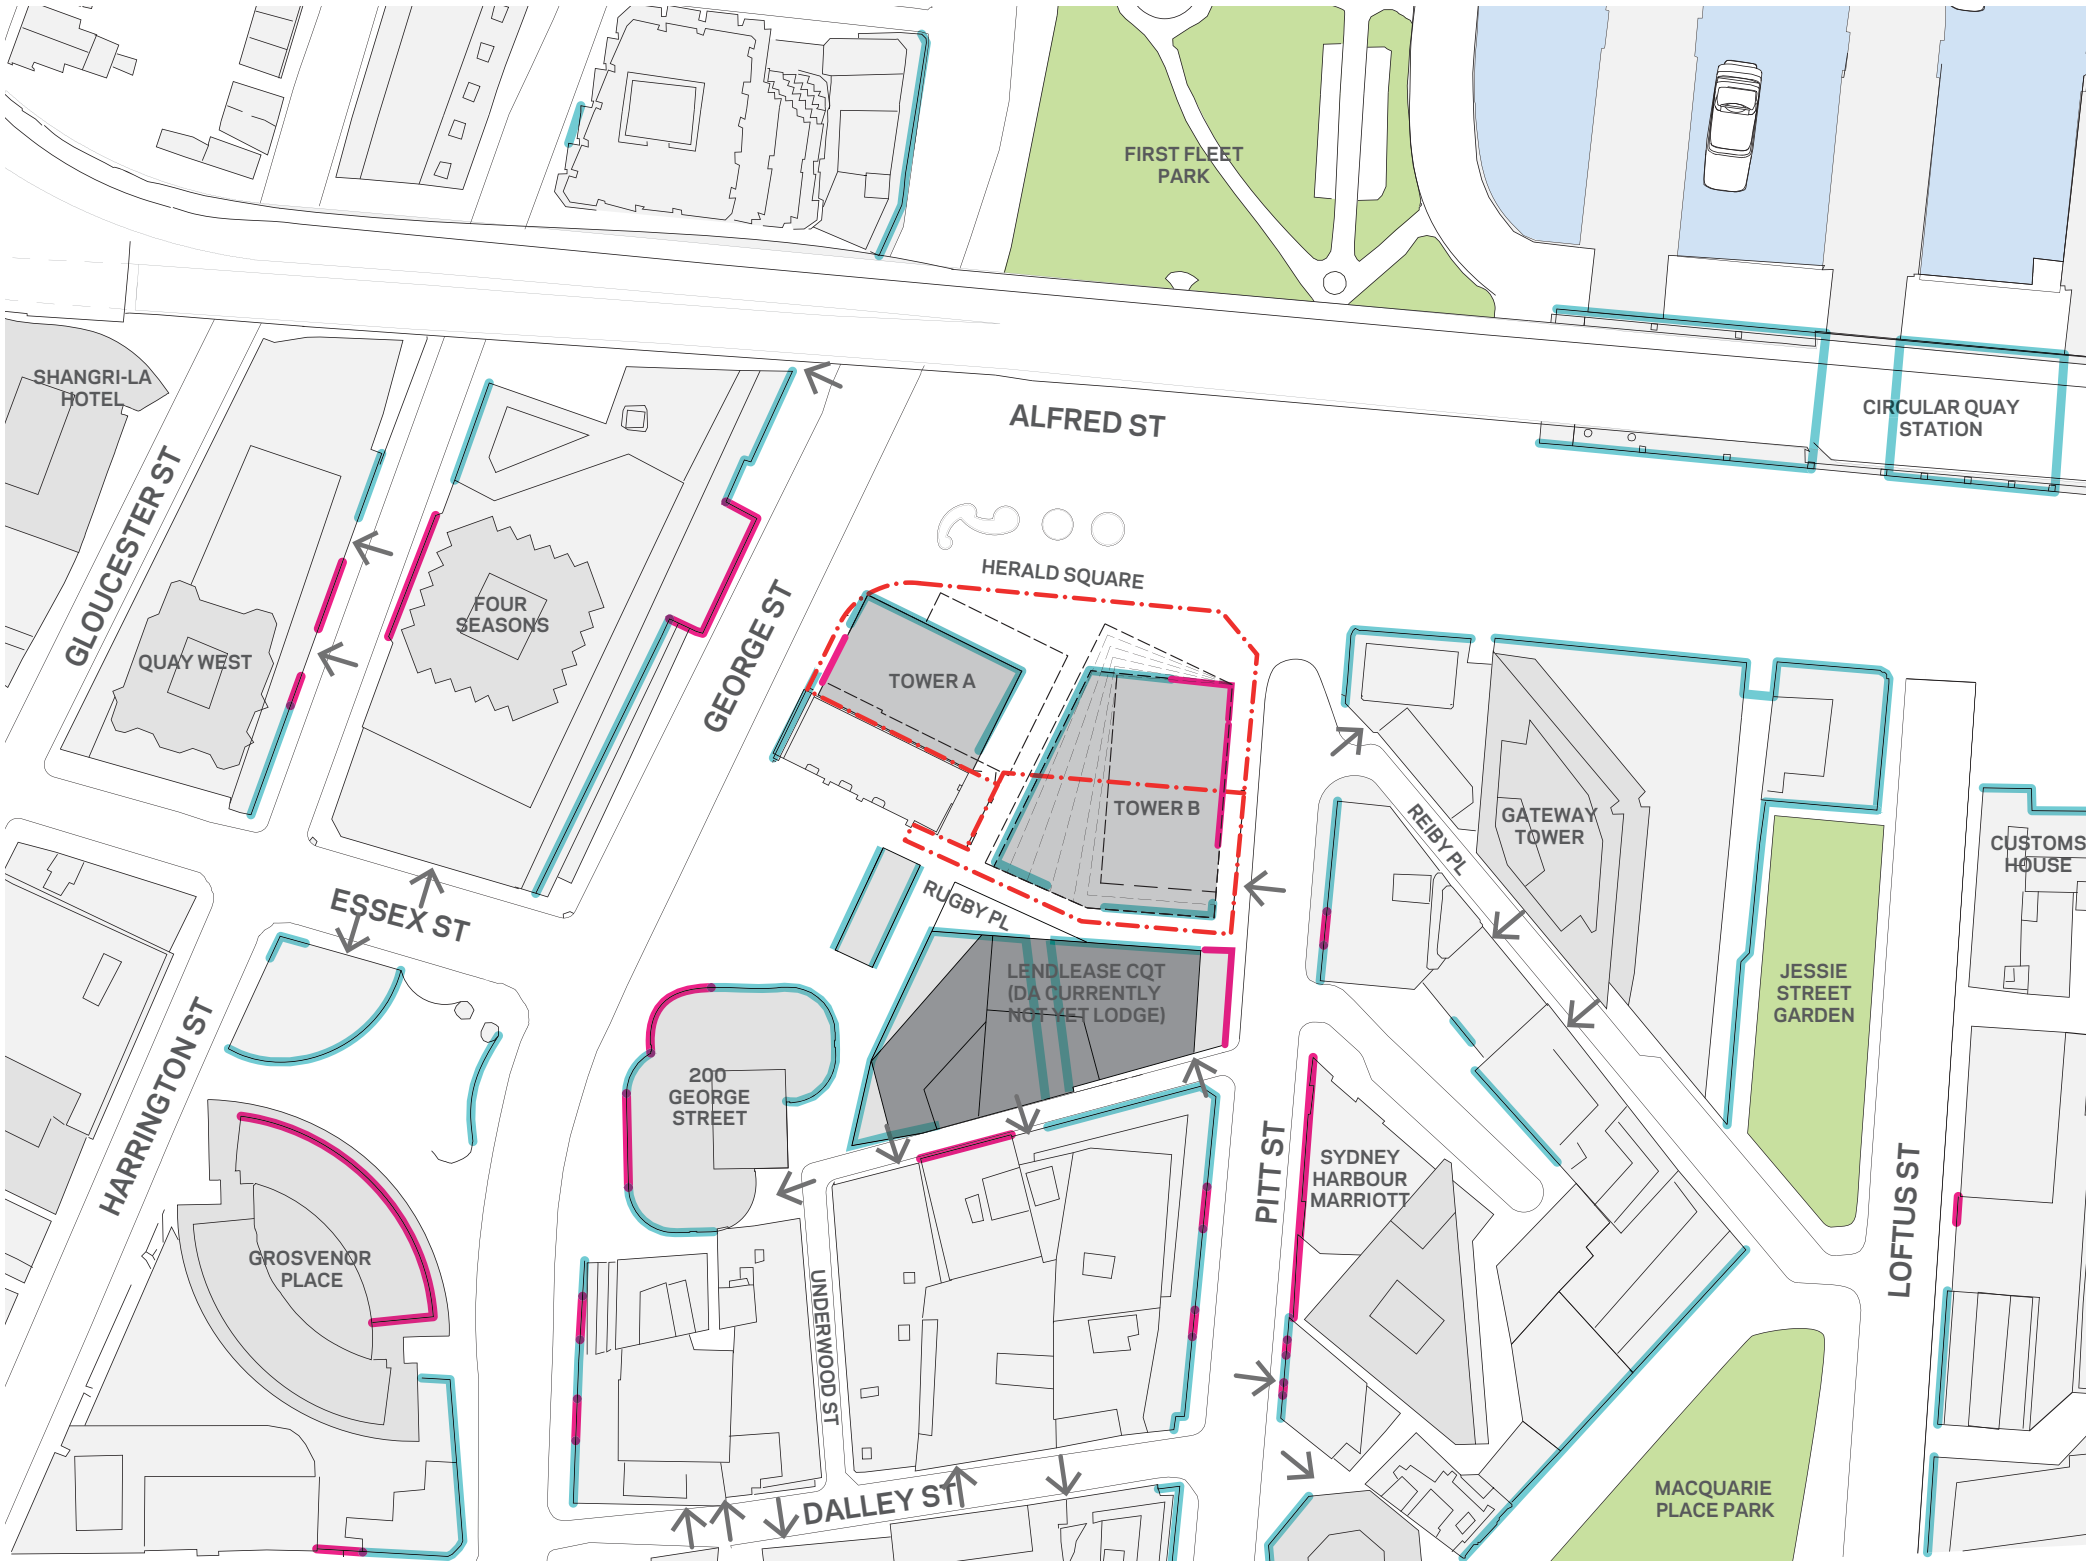 FIRST FLEET
PARK
SHANGRI-LA
HOTEL
CIRCULAR QUAY
STATION
ALFRED ST
GLOUCESTER ST
HERALD SQUARE
FOUR
SEASONS
QUAY WEST
GEORGE ST
TOWER A
TOWER B
REIBY PL
GATEWAY
TOWER
CUSTOMS
HOUSE
ESSEX ST
RUGBY PL
LENDLEASE CQT
(DA CURRENTLY
NOT YET LODGE)
JESSIE
STREET
GARDEN
HARRINGTON ST
200
GEORGE
STREET
PITT ST
SYDNEY
HARBOUR
MARRIOTT
LOFTUS ST
GROSVENOR
PLACE
UNDERWOOD ST
DALLEY ST
MACQUARIE
PLACE PARK